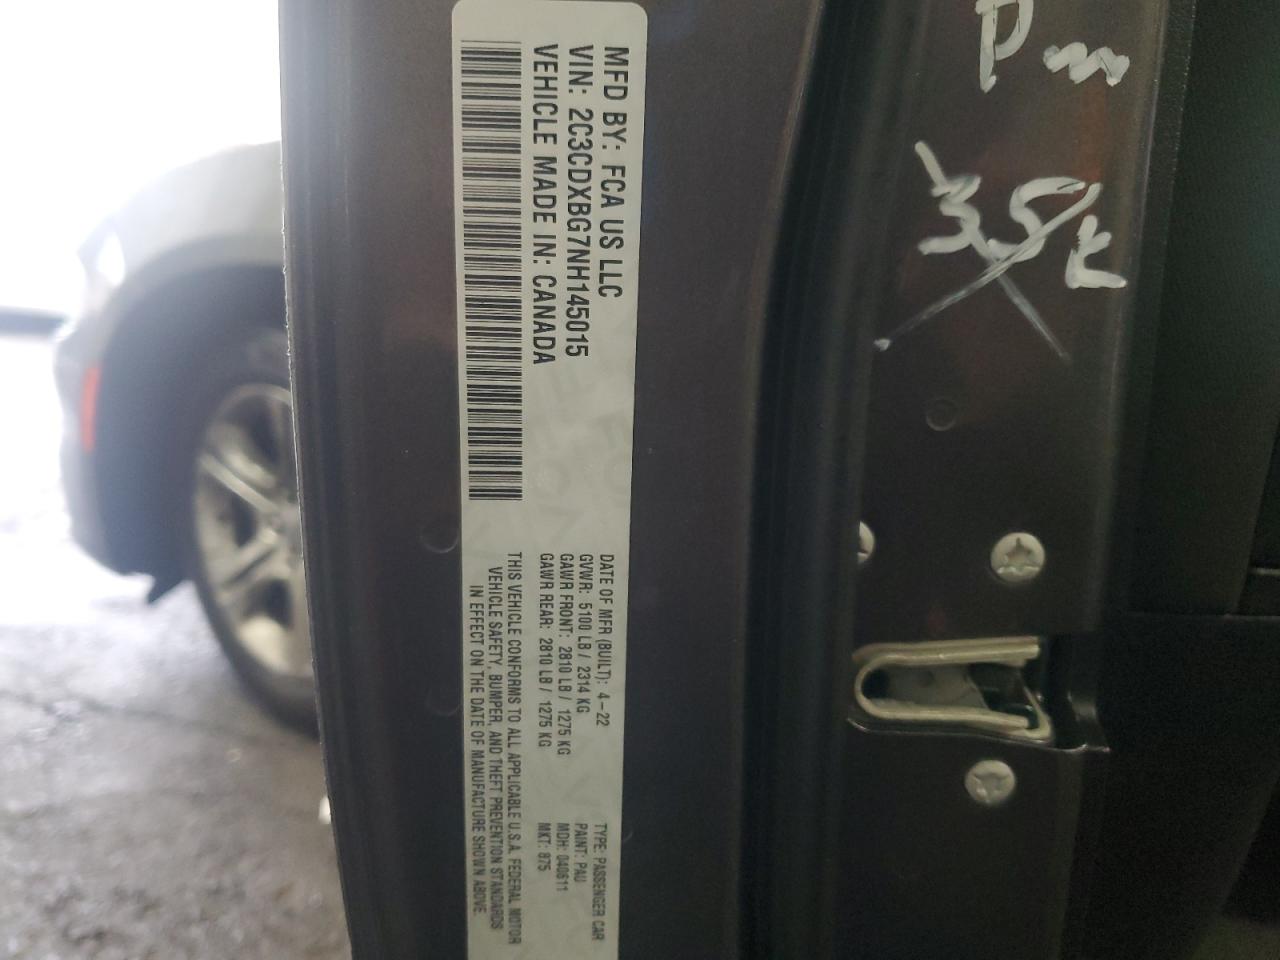 MFD BY: FCA US LLC
VIN: 2C3CDXBG7NH145015
VEHICLE MADE IN: CANADA
DATE OF MFR (BUILT): 4-22
GVWR: 5100 LB / 2314 KG
GAWR FRONT: 2810 LB / 1275 KG
GAWR REAR: 2810 LB / 1275 KG
TYPE: PASSENGER CAR
PAINT: PAU
MDH: 040611
MKT: 875
THIS VEHICLE CONFORMS TO ALL APPLICABLE U.S.A. FEDERAL MOTOR
VEHICLE SAFETY, BUMPER, AND THEFT PREVENTION STANDARDS
IN EFFECT ON THE DATE OF MANUFACTURE SHOWN ABOVE.
3.5K